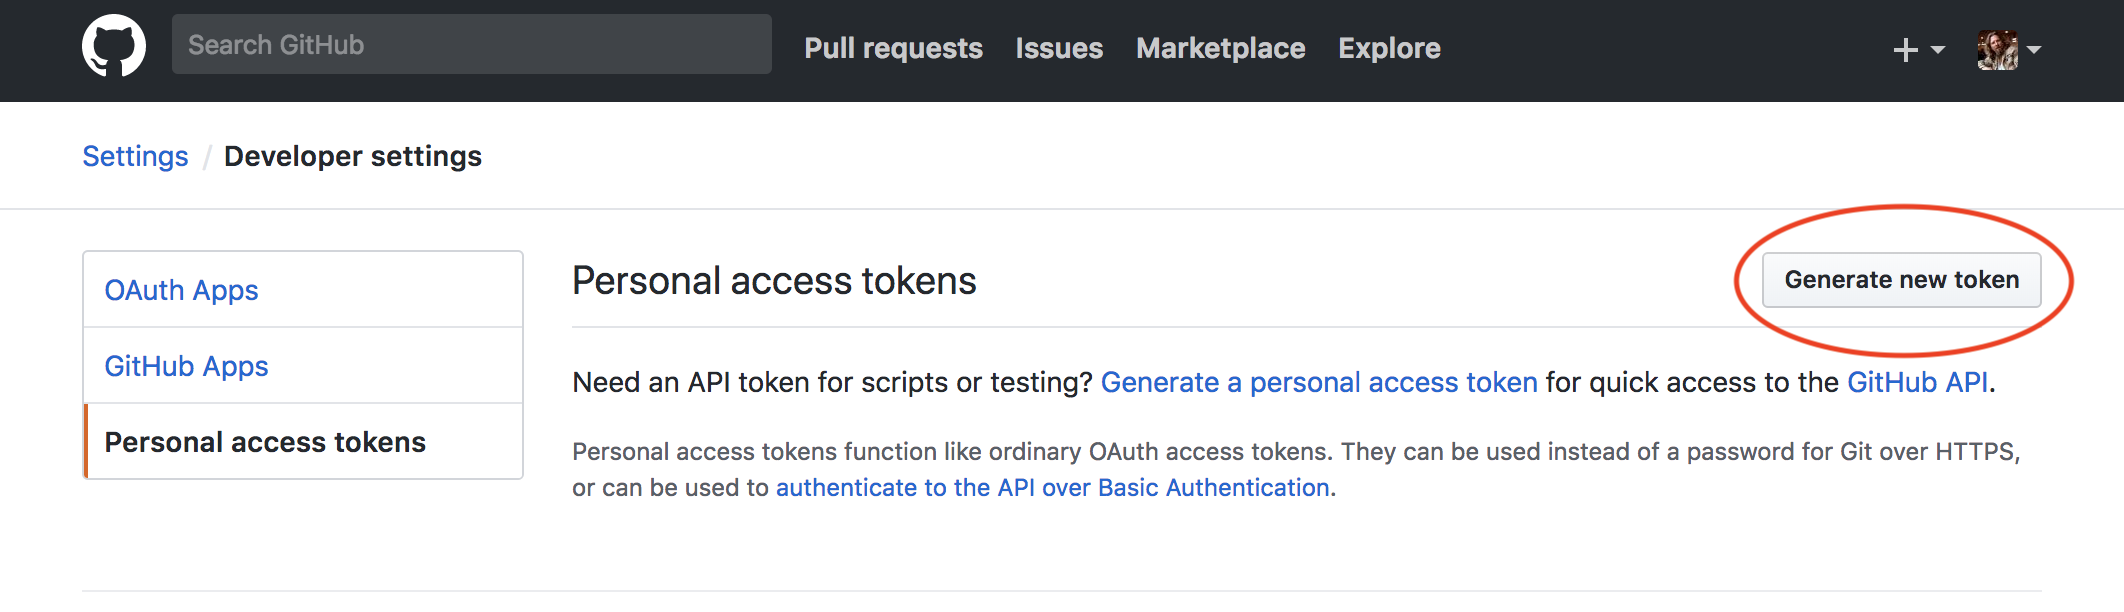 Search GitHub
Pull requests
Issues
Marketplace
Explore
Settings / Developer settings
OAuth Apps
GitHub Apps
Personal access tokens
Personal access tokens
Generate new token
Need an API token for scripts or testing? Generate a personal access token for quick access to the GitHub API.
Personal access tokens function like ordinary OAuth access tokens. They can be used instead of a password for Git over HTTPS,
or can be used to authenticate to the API over Basic Authentication.